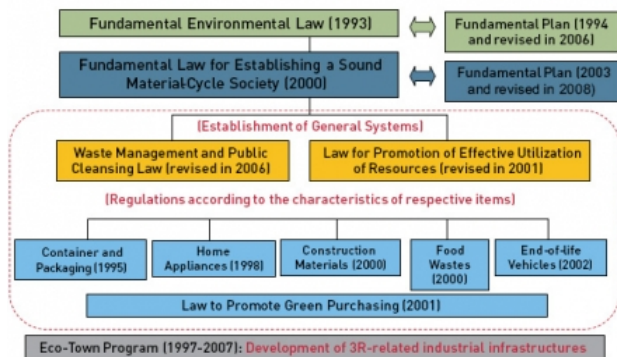 Fundamental Environmental Law (1993)
Fundamental Plan (1994
and revised in 2006)
Fundamental Law for Establishing a Sound
Material-Cycle Society (2000)
Fundamental Plan (2003
and revised in 2008)
(Establishment of General Systems)
Waste Management and Public
Cleansing Law (revised in 2006)
Law for Promotion of Effective Utilization
of Resources (revised in 2001)
(Regulations according to the characteristics of respective items)
Container and
Packaging (1995)
Home
Appliances (1998)
Construction
Materials (2000)
Food
Wastes
(2000)
End-of-life
Vehicles (2002)
Law to Promote Green Purchasing (2001)
Eco-Town Program (1997-2007): Development of 3R-related industrial infrastructures